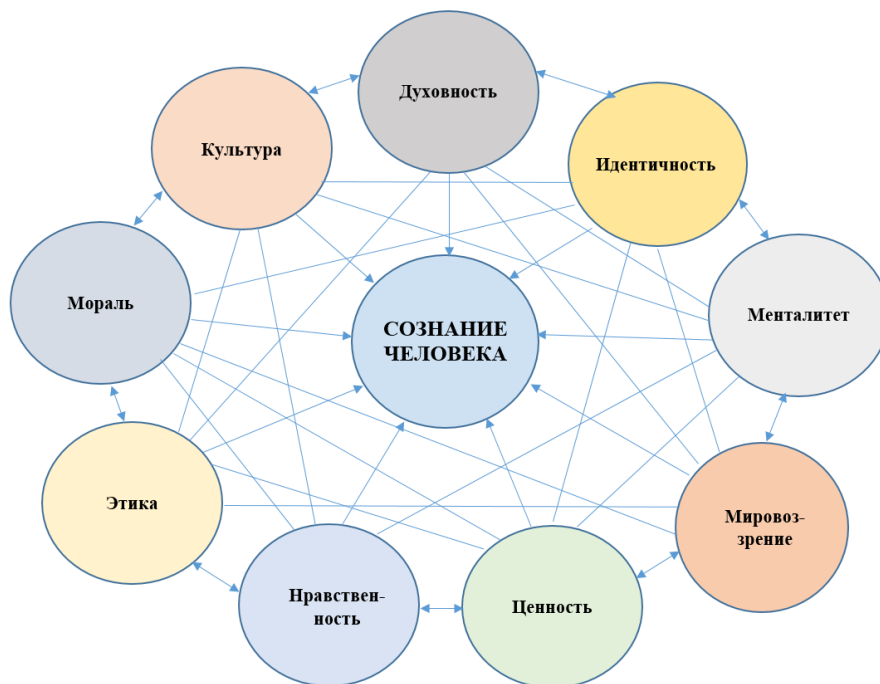 Духовность
Культура
Идентичность
Мораль
СОЗНАНИЕ
ЧЕЛОВЕКА
Менталитет
Этика
Мировоз-
зрение
Нравствен-
ность
Ценность